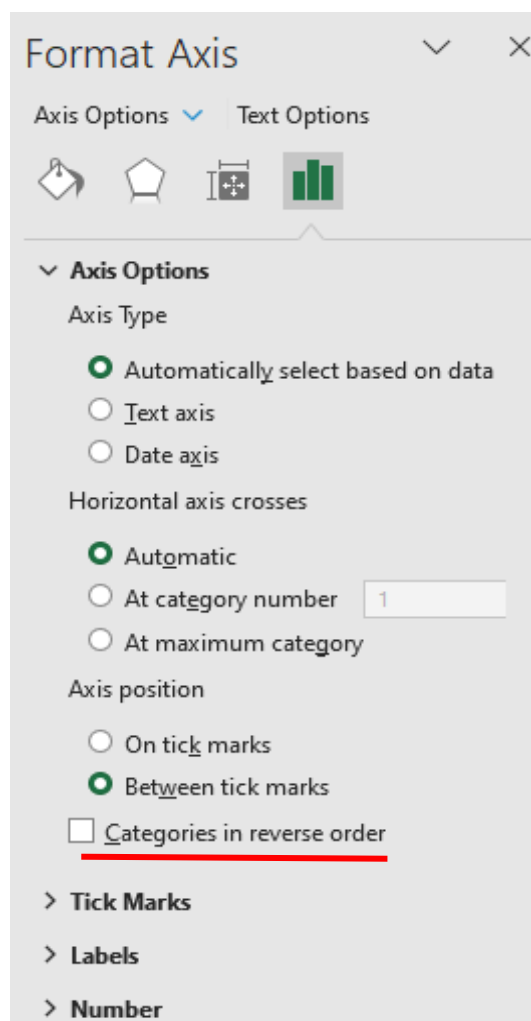 Format Axis
Axis Options Text Options
Axis Options
Axis Type
Automatically select based on data
Text axis
Date axis
Horizontal axis crosses
Automatic
At category number 1
At maximum category
Axis position
On tick marks
Between tick marks
Categories in reverse order
Tick Marks
Labels
Number